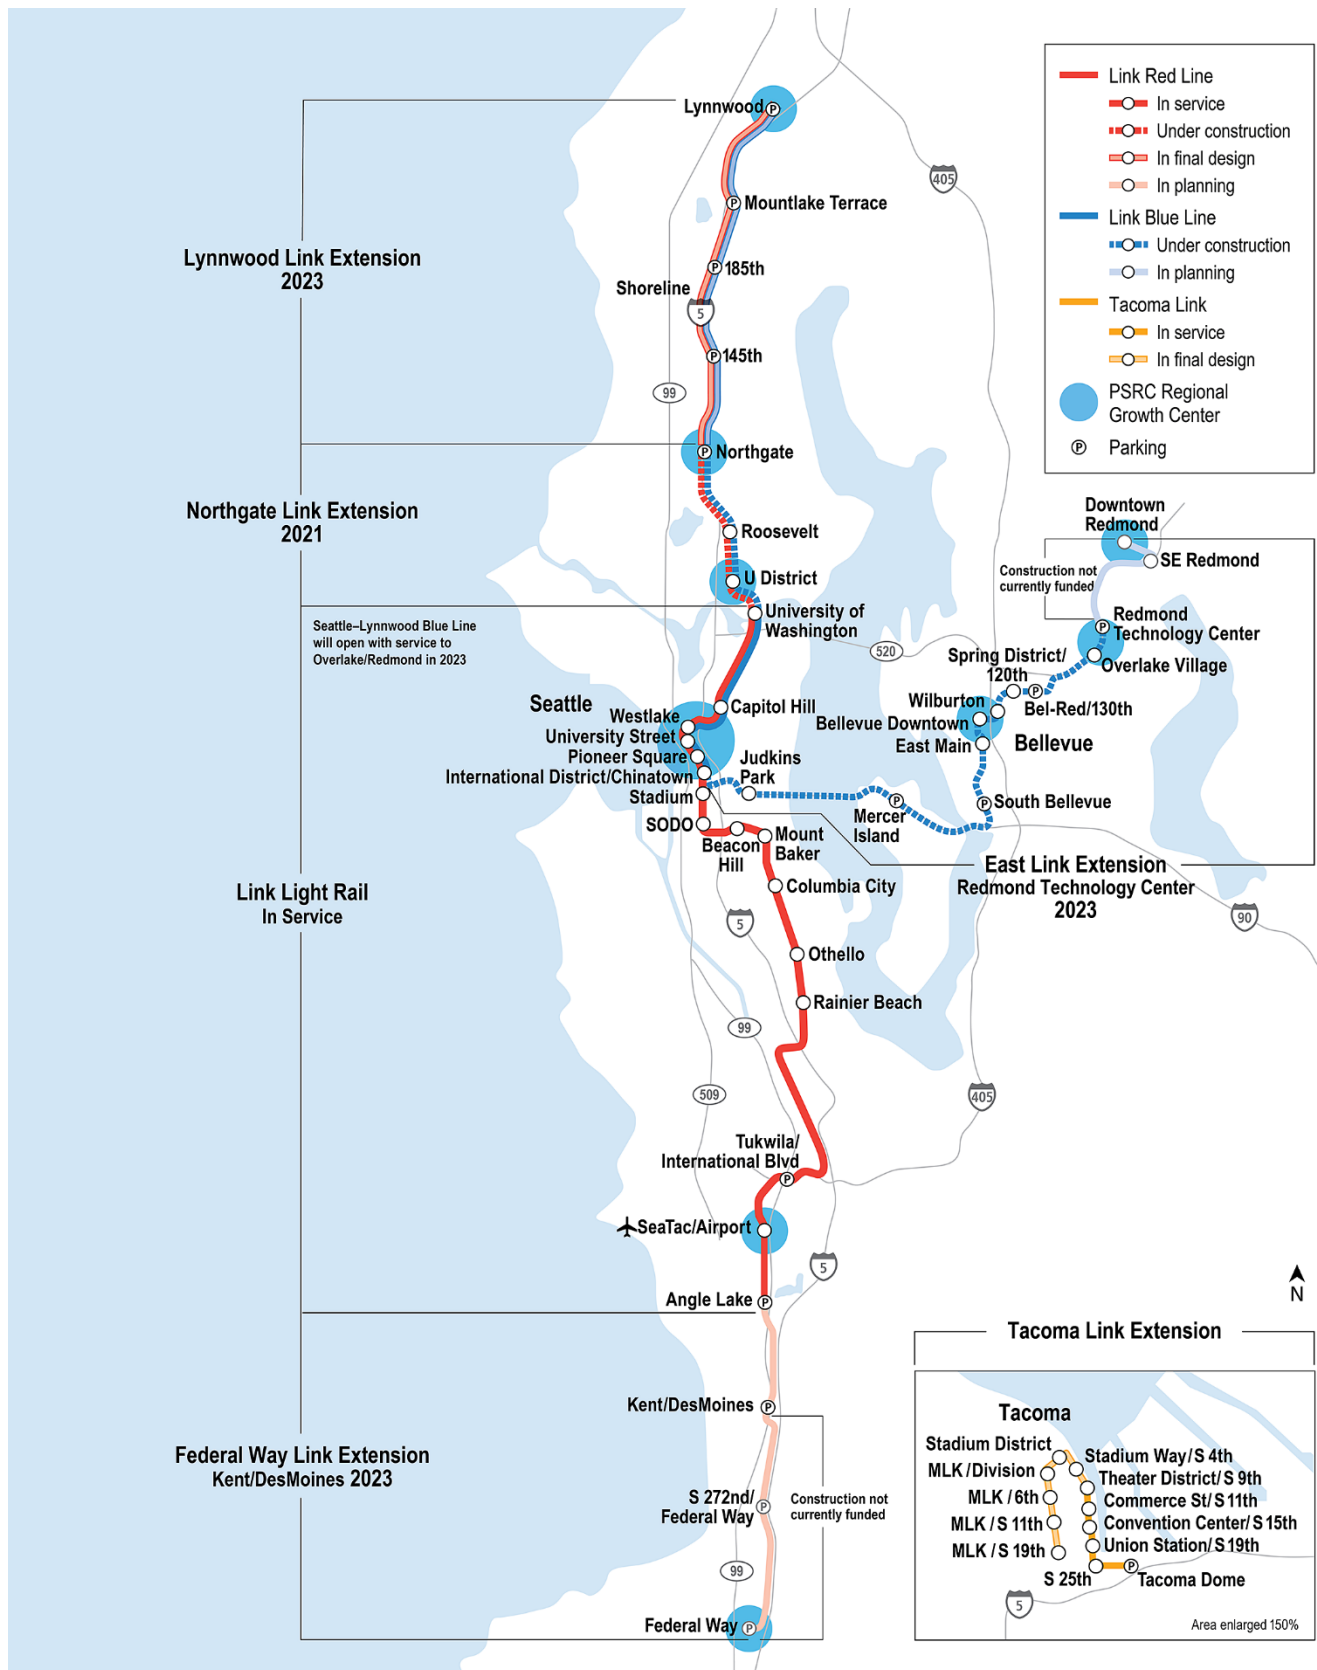 Link Red Line
In service
Under construction
In final design
In planning
Link Blue Line
Under construction
In planning
Tacoma Link
In service
In final design
PSRC Regional
Growth Center
P Parking
Lynnwood P
405
P Mountlake Terrace
Lynnwood Link Extension
2023
P 185th
Shoreline
5
P 145th
99
P Northgate
Northgate Link Extension
2021
Roosevelt
U District
University of
Washington
Seattle–Lynnwood Blue Line
will open with service to
Overlake/Redmond in 2023
520
Downtown
Redmond
SE Redmond
Construction not
currently funded
P
Redmond
Technology Center
Overlake Village
Spring District/
120th
P
Bel-Red/130th
Wilburton
Bellevue Downtown
East Main
Bellevue
P South Bellevue
Seattle
Capitol Hill
Westlake
University Street
Pioneer Square
International District/Chinatown
Stadium
Judkins
Park
P
Mercer
Island
SODO
Beacon
Hill
Mount
Baker
East Link Extension
Redmond Technology Center
2023
90
Link Light Rail
In Service
Columbia City
5
Othello
Rainier Beach
99
509
405
Tukwila/
International Blvd
P
SeaTac/Airport
5
Angle Lake P
N
Kent/DesMoines P
Federal Way Link Extension
Kent/DesMoines 2023
S 272nd/
Federal Way
P
Construction not
currently funded
99
Federal Way P
Tacoma Link Extension
Tacoma
Stadium District
MLK /Division
MLK / 6th
MLK / S 11th
MLK / S 19th
Stadium Way/ S 4th
Theater District/ S 9th
Commerce St/ S 11th
Convention Center/ S 15th
Union Station/ S 19th
S 25th
P
Tacoma Dome
5
Area enlarged 150%